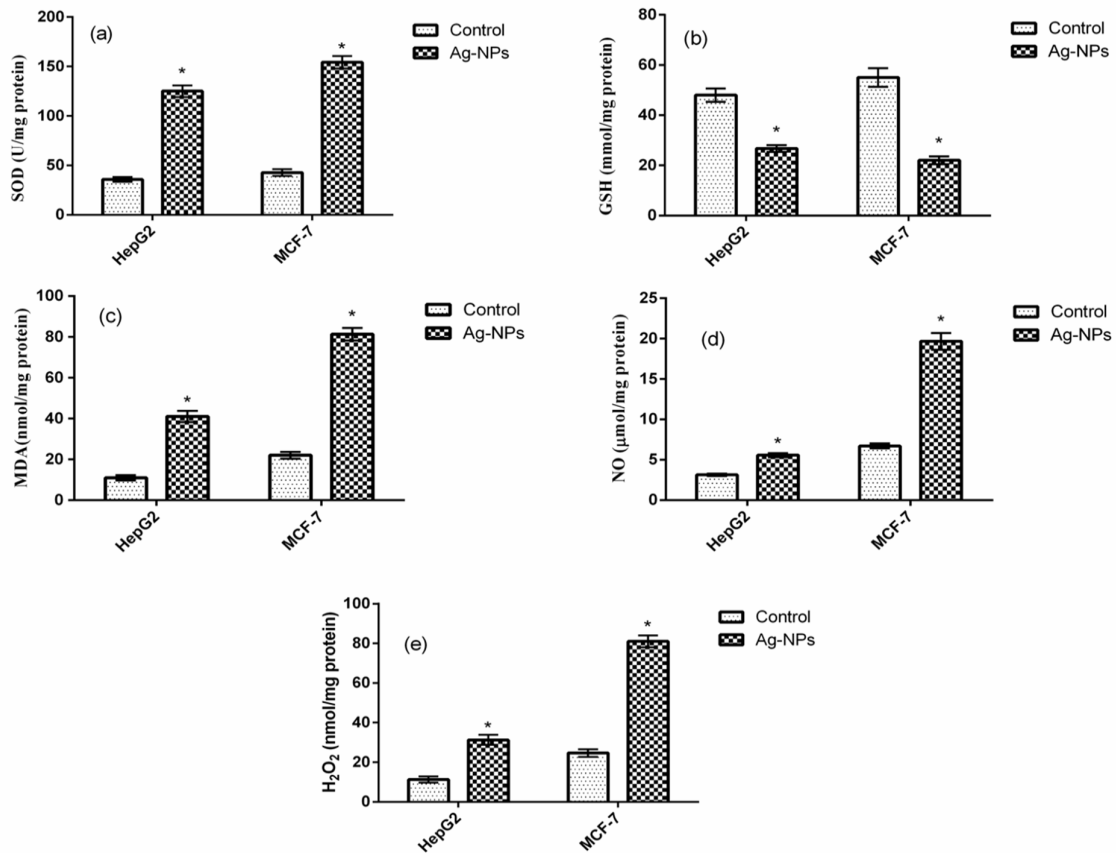 (a)
SOD (U/mg protein)
200
150
100
50
0
*
*
HepG2
MCF-7
Control
Ag-NPs
(b)
GSH (mmol/mg protein)
80
60
40
20
0
*
*
HepG2
MCF-7
Control
Ag-NPs
(c)
MDA(nmol/mg protein)
100
80
60
40
20
0
*
*
HepG2
MCF-7
Control
Ag-NPs
(d)
NO (μmol/mg protein)
25
20
15
10
5
0
*
*
HepG2
MCF-7
Control
Ag-NPs
(e)
H₂O₂ (nmol/mg protein)
100
80
60
40
20
0
*
*
HepG2
MCF-7
Control
Ag-NPs